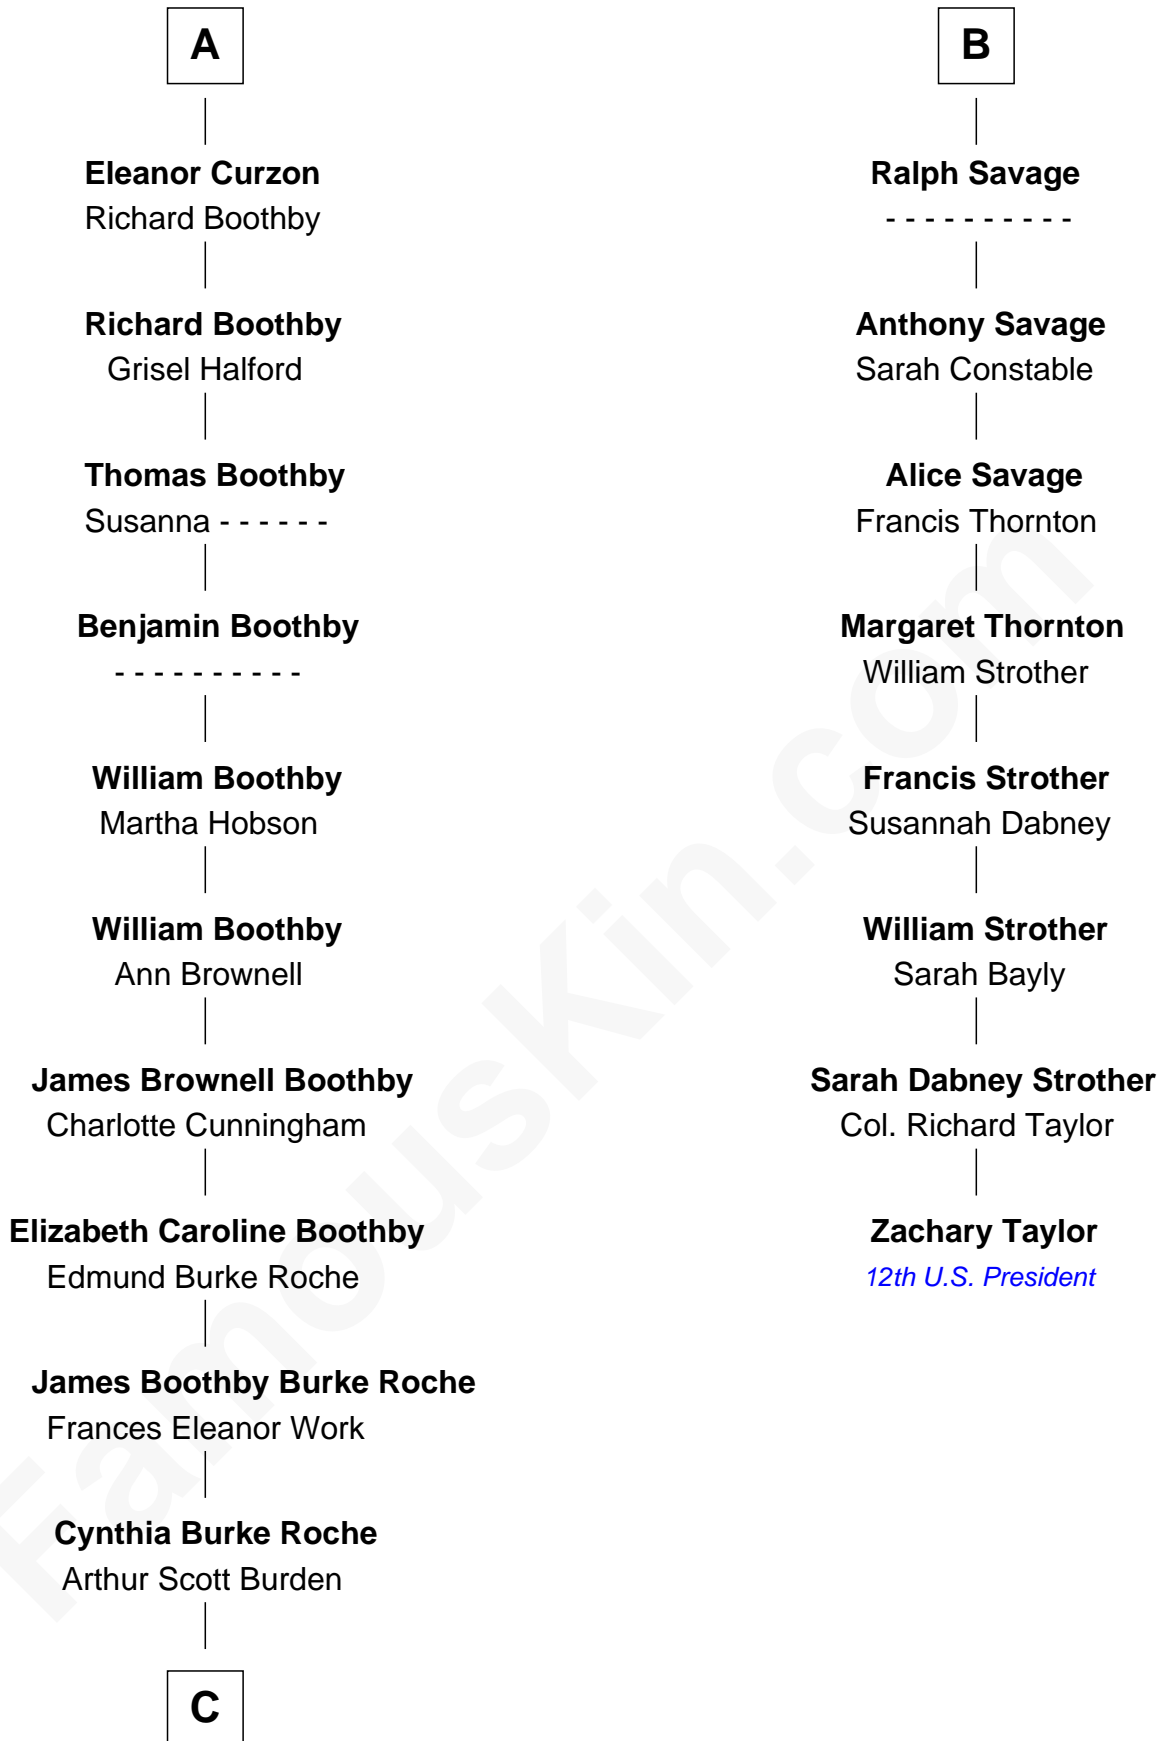 A
Eleanor Curzon
Richard Boothby
Richard Boothby
Grisel Halford
Thomas Boothby
Susanna - - - - - -
Benjamin Boothby
- - - - - - - - - -
William Boothby
Martha Hobson
William Boothby
Ann Brownell
James Brownell Boothby
Charlotte Cunningham
Elizabeth Caroline Boothby
Edmund Burke Roche
James Boothby Burke Roche
Frances Eleanor Work
Cynthia Burke Roche
Arthur Scott Burden
C
B
Ralph Savage
- - - - - - - - - -
Anthony Savage
Sarah Constable
Alice Savage
Francis Thornton
Margaret Thornton
William Strother
Francis Strother
Susannah Dabney
William Strother
Sarah Bayly
Sarah Dabney Strother
Col. Richard Taylor
Zachary Taylor
12th U.S. President
FamousKin.com